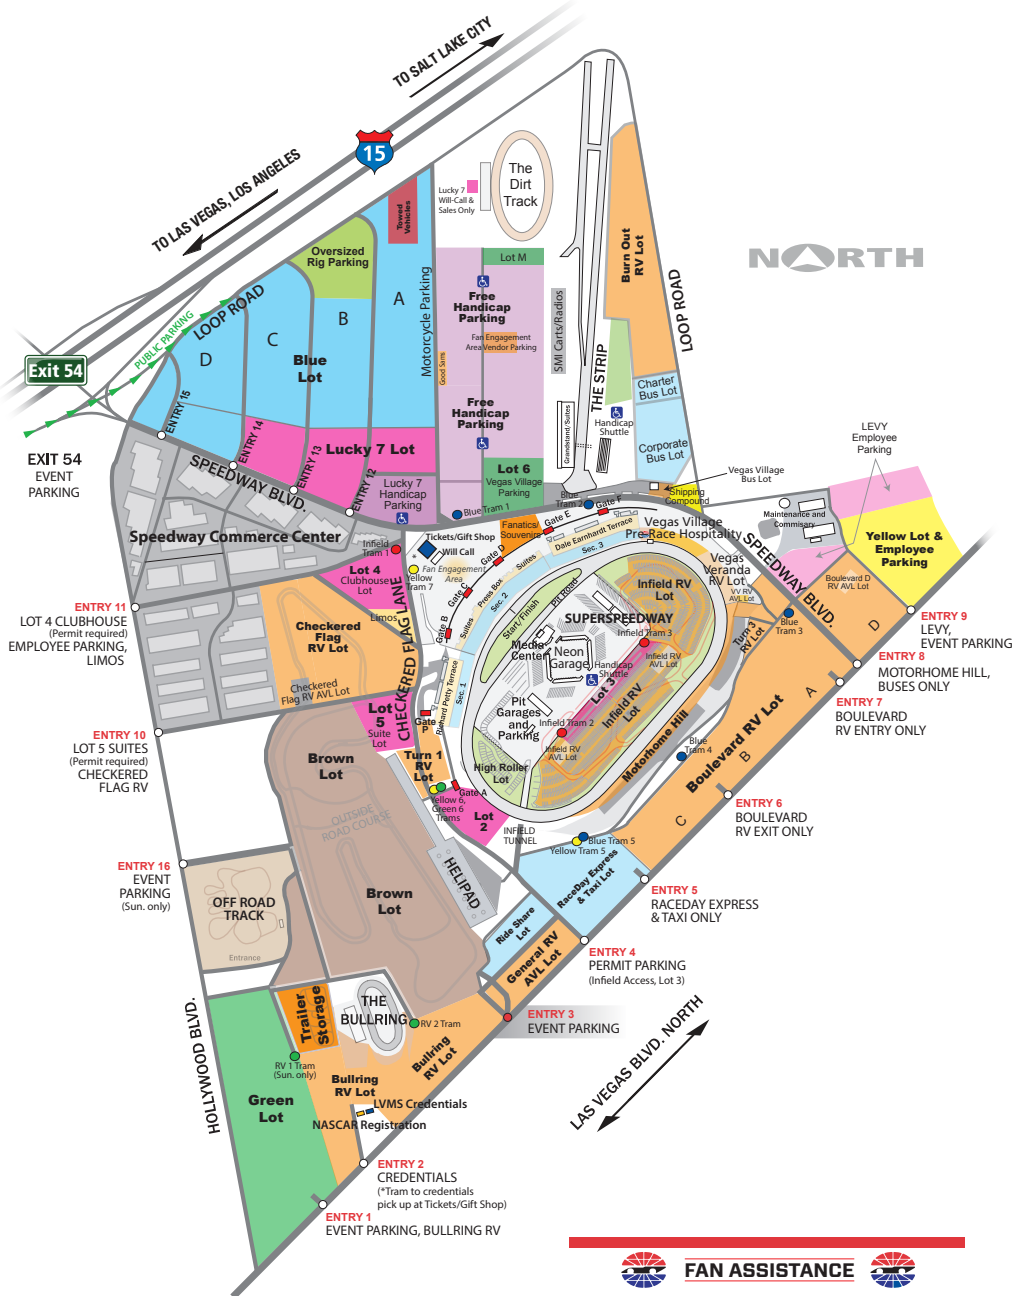 TO SALT LAKE CITY
15
TO LAS VEGAS, LOS ANGELES
The
Dirt
Track
Lucky 7
Will-Call &
Sales Only
Towed
Vehicles
Oversized
Rig Parking
Lot M
Burn Out
RV Lot
NORTH
LOOP ROAD
LOOP ROAD
PUBLIC PARKING
A
B
C
D
Blue
Lot
Motorcycle Parking
Free
Handicap
Parking
Fan Engagement
Area Vendor Parking
Good Sams
SMI Carts/Radios
THE STRIP
Exit 54
Charter
Bus Lot
Free
Handicap
Parking
Grandstand/Suites
Handicap
Shuttle
Corporate
Bus Lot
LEVY
Employee
Parking
ENTRY 15
ENTRY 14
ENTRY 13
ENTRY 12
Lucky 7 Lot
EXIT 54
EVENT
PARKING
SPEEDWAY BLVD.
Lucky 7
Handicap
Parking
Lot 6
Vegas Village
Parking
Vegas Village
Bus Lot
Shipping
Compound
Blue Tram 1
Blue
Tram 2
Gate F
Gate E
Fanatics
Souvenirs
Dale Earnhardt Terrace
Sec. 3
Vegas Village
Pre-Race Hospitality
Maintenance and
Commisary
Speedway Commerce Center
Infield
Tram 1
Tickets/Gift Shop
*
Will Call
Fan Engagement
Area
Gate D
Suites
Press Box
Sec. 2
Gate C
Suites
Gate B
Yellow
Tram 7
Lot 4
Clubhouse
Lot
Limos
Vegas
Veranda
RV Lot
VV RV
AVL Lot
SPEEDWAY BLVD.
Yellow Lot &
Employee
Parking
Boulevard D
RV AVL Lot
D
ENTRY 11
LOT 4 CLUBHOUSE
(Permit required)
EMPLOYEE PARKING,
LIMOS
Checkered
Flag
RV Lot
Checkered
Flag RV AVL Lot
CHECKERED FLAG LANE
Start/Finish
Pit Road
SUPERSPEEDWAY
Infield RV
Lot
Infield Tram 3
Infield RV
AVL Lot
Media
Center
Neon
Garage
Handicap
Shuttle
Lot 3
Turn 3
RV Lot
Blue
Tram 3
ENTRY 9
LEVY,
EVENT PARKING
ENTRY 8
MOTORHOME HILL,
BUSES ONLY
ENTRY 7
BOULEVARD
RV ENTRY ONLY
Richard Petty Terrace
Sec. 1
Lot
5
Suite
Lot
Gate
P
Pit
Garages
and
Parking
Infield Tram 2
Infield RV
Lot
Infield RV
AVL Lot
Motorhome Hill
Blue
Tram 4
Boulevard RV Lot
A
B
C
ENTRY 10
LOT 5 SUITES
(Permit required)
CHECKERED
FLAG RV
Brown
Lot
Turn 1
RV
Lot
High Roller
Lot
Gate A
Yellow 6,
Green 6
Trams
Lot
2
OUTSIDE
ROAD COURSE
INFIELD
TUNNEL
Blue Tram 5
Yellow Tram 5
ENTRY 6
BOULEVARD
RV EXIT ONLY
HELIPAD
RaceDay Express
& Taxi Lot
ENTRY 5
RACEDAY EXPRESS
& TAXI ONLY
ENTRY 16
EVENT
PARKING
(Sun. only)
OFF ROAD
TRACK
Entrance
Brown
Lot
Ride Share
Lot
General RV
AVL Lot
ENTRY 4
PERMIT PARKING
(Infield Access, Lot 3)
HOLLYWOOD BLVD.
Trailer
Storage
THE
BULLRING
RV 2 Tram
ENTRY 3
EVENT PARKING
RV 1 Tram
(Sun. only)
Bullring
RV Lot
Bullring
RV Lot
LAS VEGAS BLVD. NORTH
Green
Lot
LVMS Credentials
NASCAR Registration
ENTRY 2
CREDENTIALS
(*Tram to credentials
pick up at Tickets/Gift Shop)
ENTRY 1
EVENT PARKING, BULLRING RV
FAN ASSISTANCE